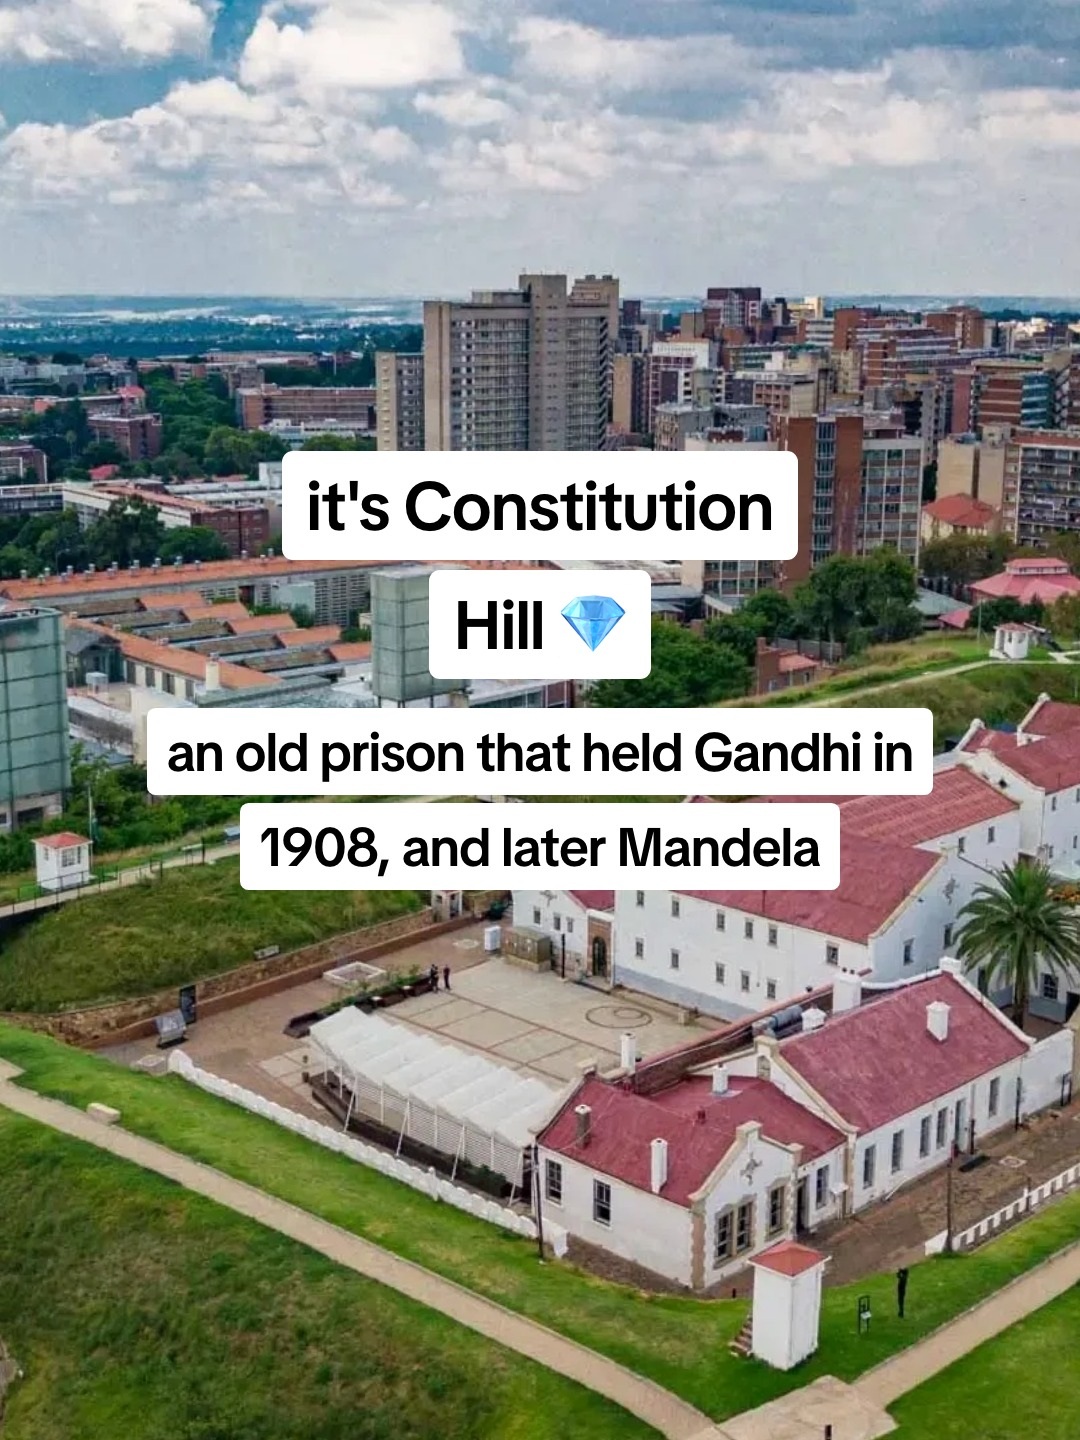 it's Constitution
Hill 💎
an old prison that held Gandhi in
1908, and later Mandela